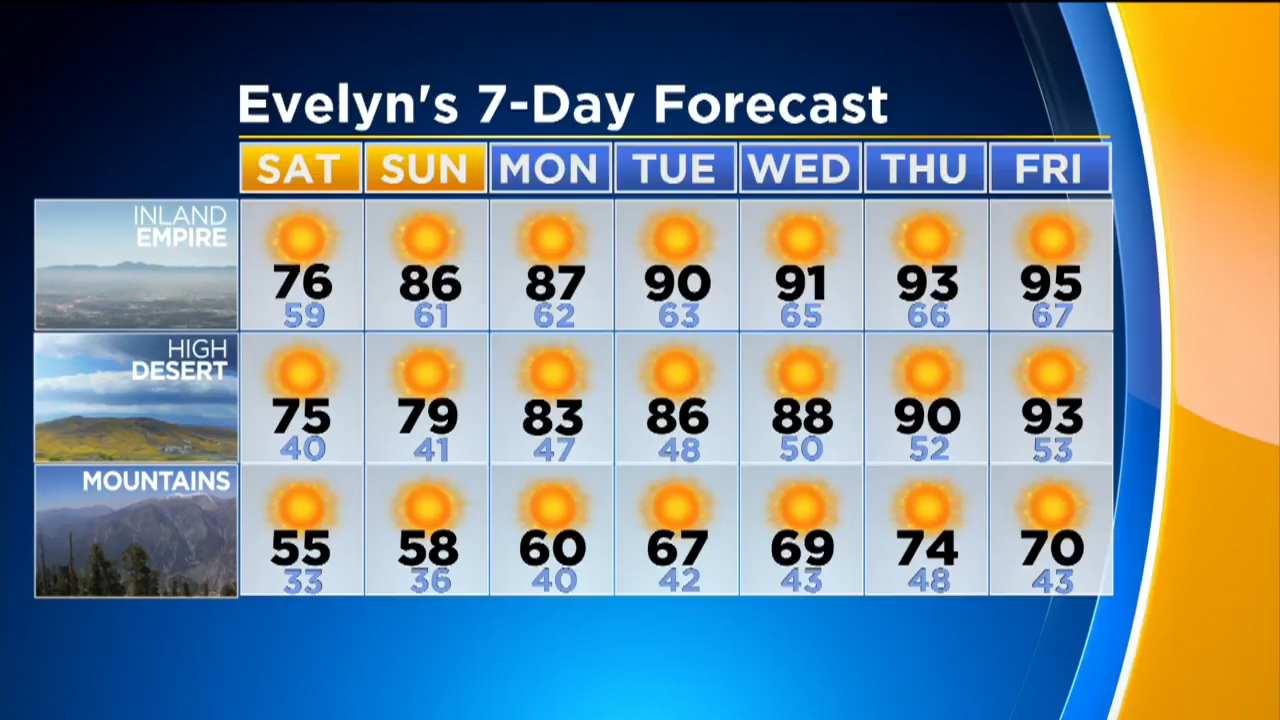 Evelyn's 7-Day Forecast
SAT SUN MON TUE WED THU FRI
INLAND
EMPIRE
76 86 87 90 91 93 95
59 61 62 63 65 66 67
HIGH
DESERT
75 79 83 86 88 90 93
40 41 47 48 50 52 53
MOUNTAINS
55 58 60 67 69 74 70
33 36 40 42 43 48 43